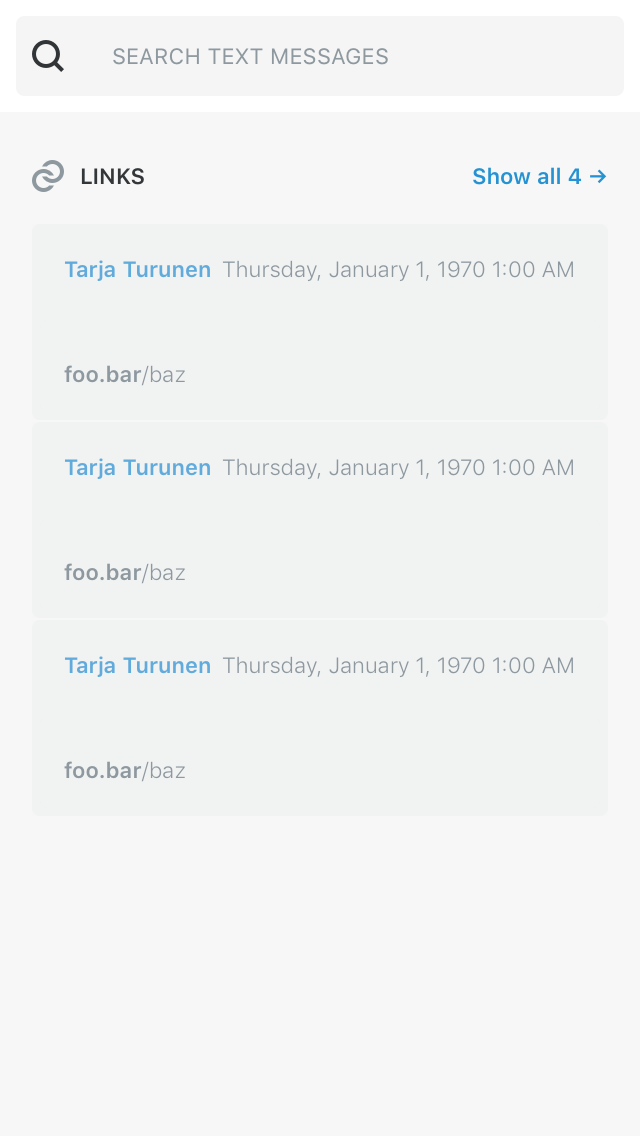 SEARCH TEXT MESSAGES
LINKS Show all 4 →
Tarja Turunen Thursday, January 1, 1970 1:00 AM
foo.bar/baz
Tarja Turunen Thursday, January 1, 1970 1:00 AM
foo.bar/baz
Tarja Turunen Thursday, January 1, 1970 1:00 AM
foo.bar/baz